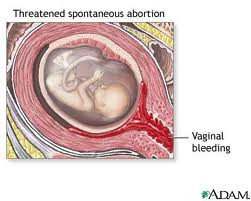 Threatened spontaneous abortion
Vaginal
bleeding
ADAM.